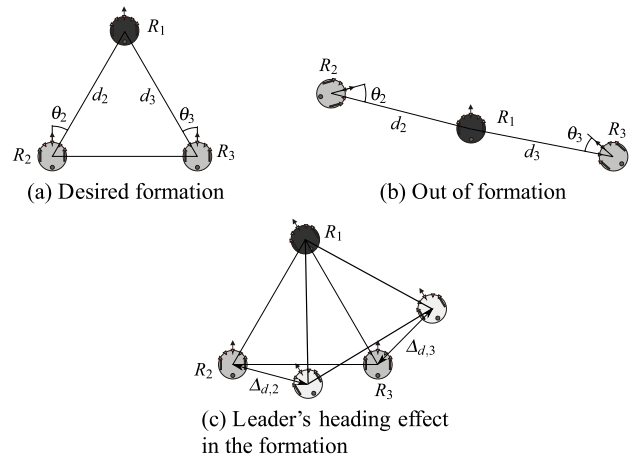 R1
θ2
d2
d3
θ3
R2
R3
(a) Desired formation
R2
θ2
d2
R1
d3
θ3
R3
(b) Out of formation
R1
R2
Δd,2
R3
Δd,3
(c) Leader's heading effect
in the formation